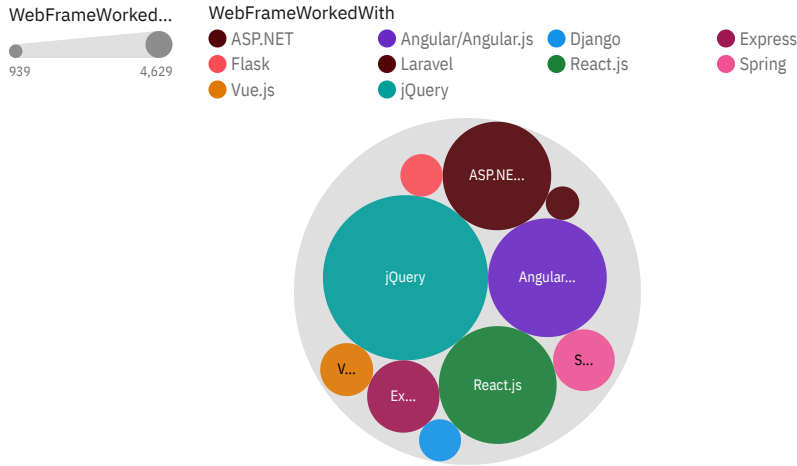 WebFrameWorked...
939 4,629
WebFrameWorkedWith
ASP.NET Angular/Angular.js Django Express
Flask Laravel React.js Spring
Vue.js jQuery
ASP.NE...
jQuery Angular...
V... S...
Ex... React.js